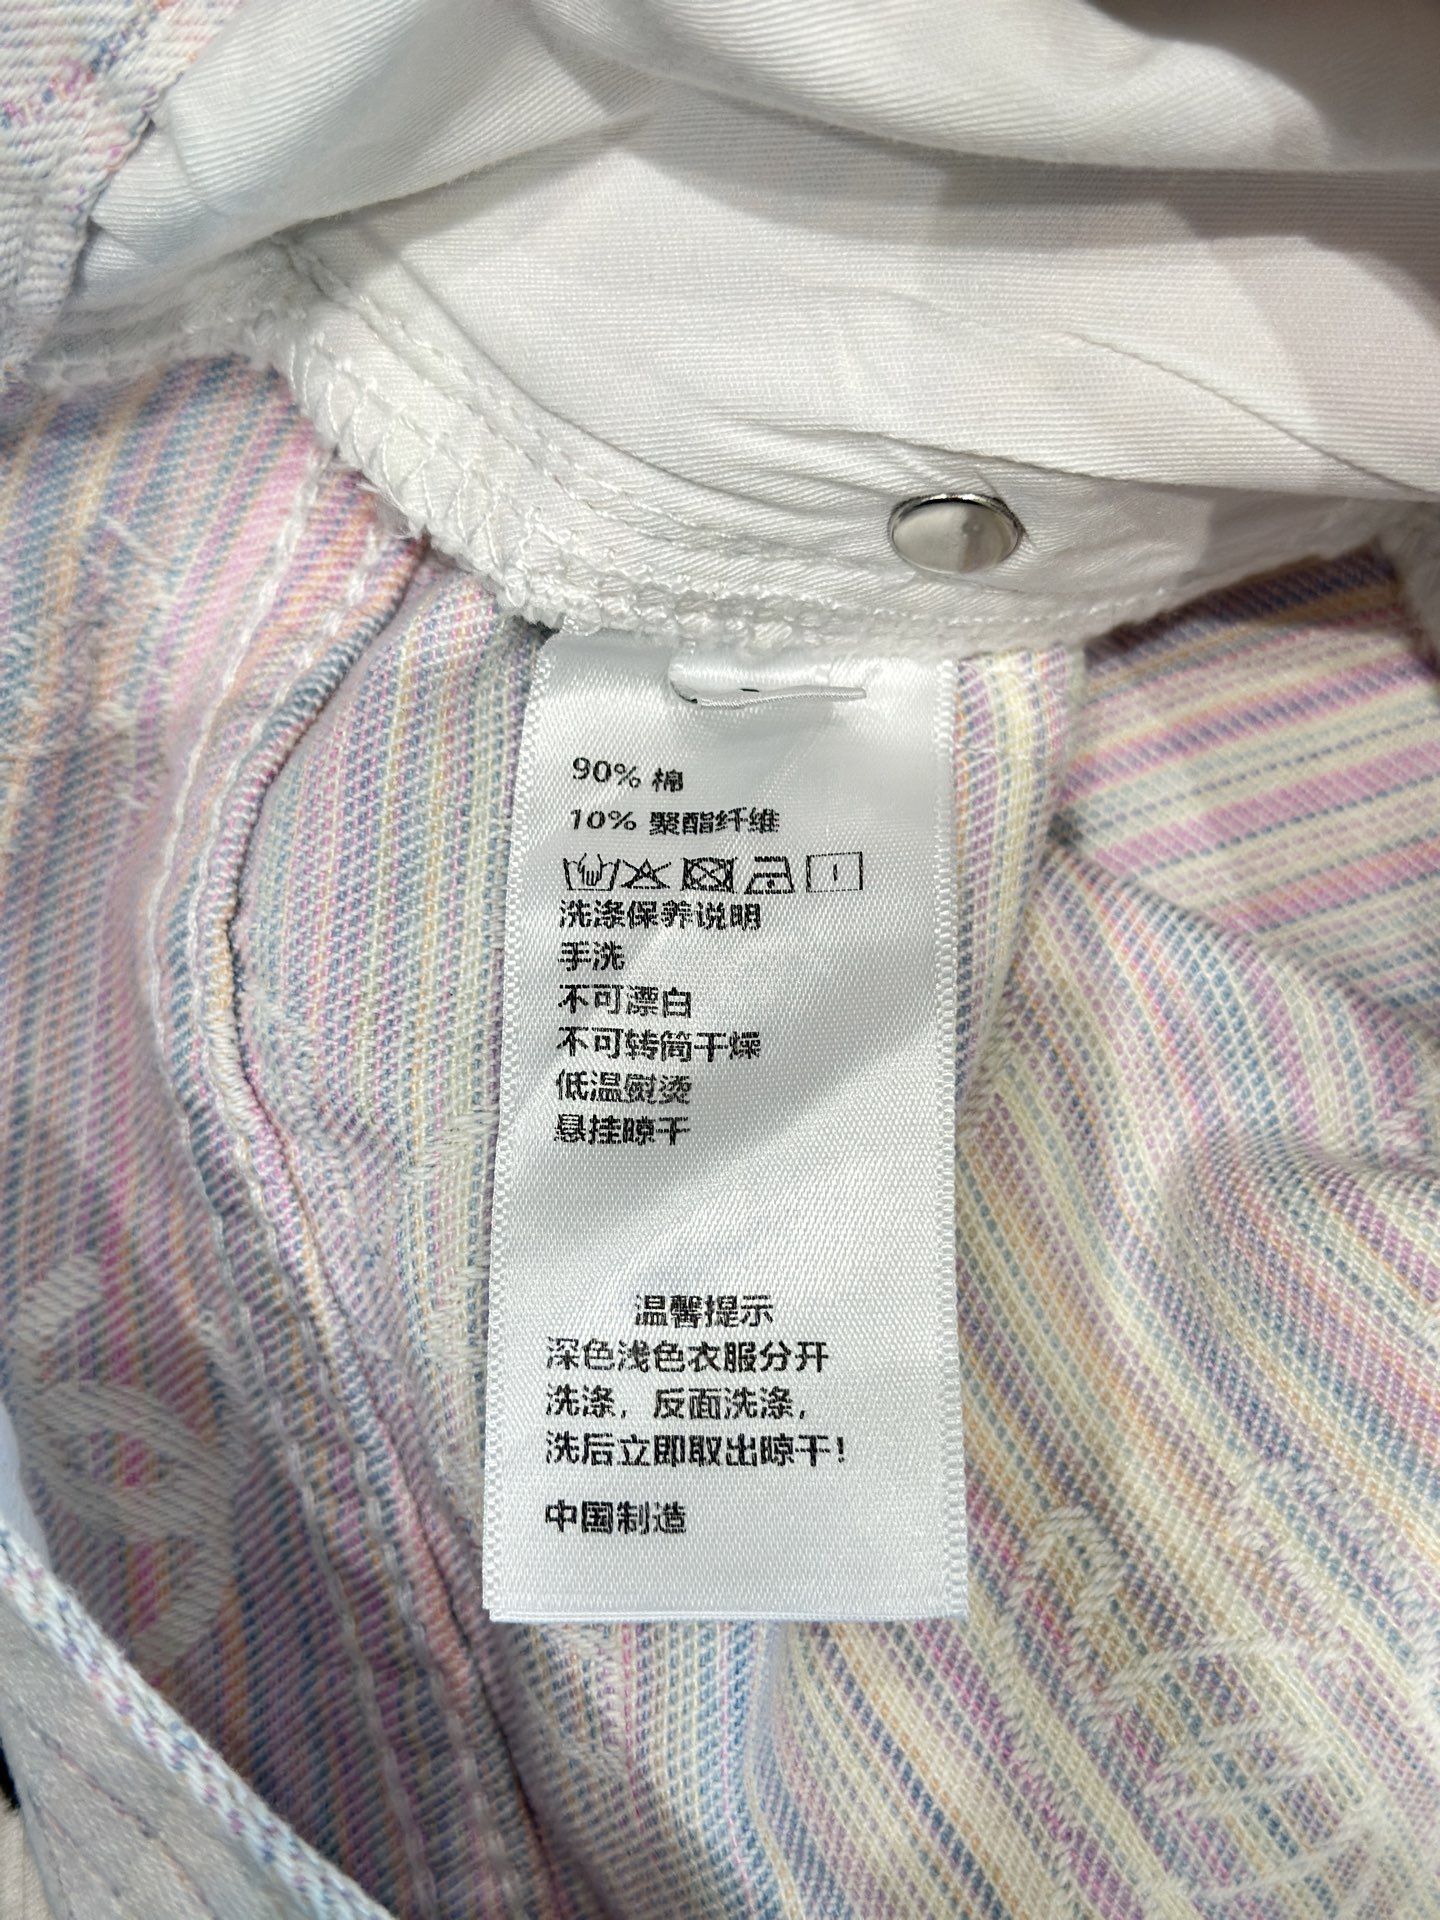 90% 棉
10% 聚酯纤维
洗涤保养说明
手洗
不可漂白
不可转筒干燥
低温熨烫
悬挂晾干
温馨提示
深色浅色衣服分开
洗涤，反面洗涤，
洗后立即取出晾干！
中国制造